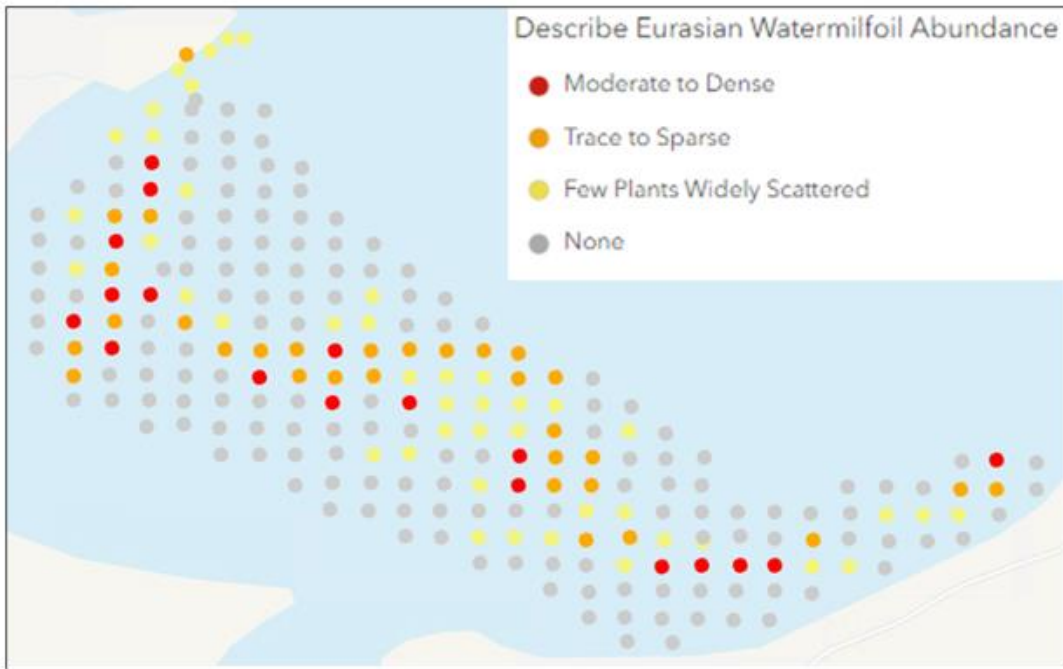 Describe Eurasian Watermilfoil Abundance
Moderate to Dense
Trace to Sparse
Few Plants Widely Scattered
None